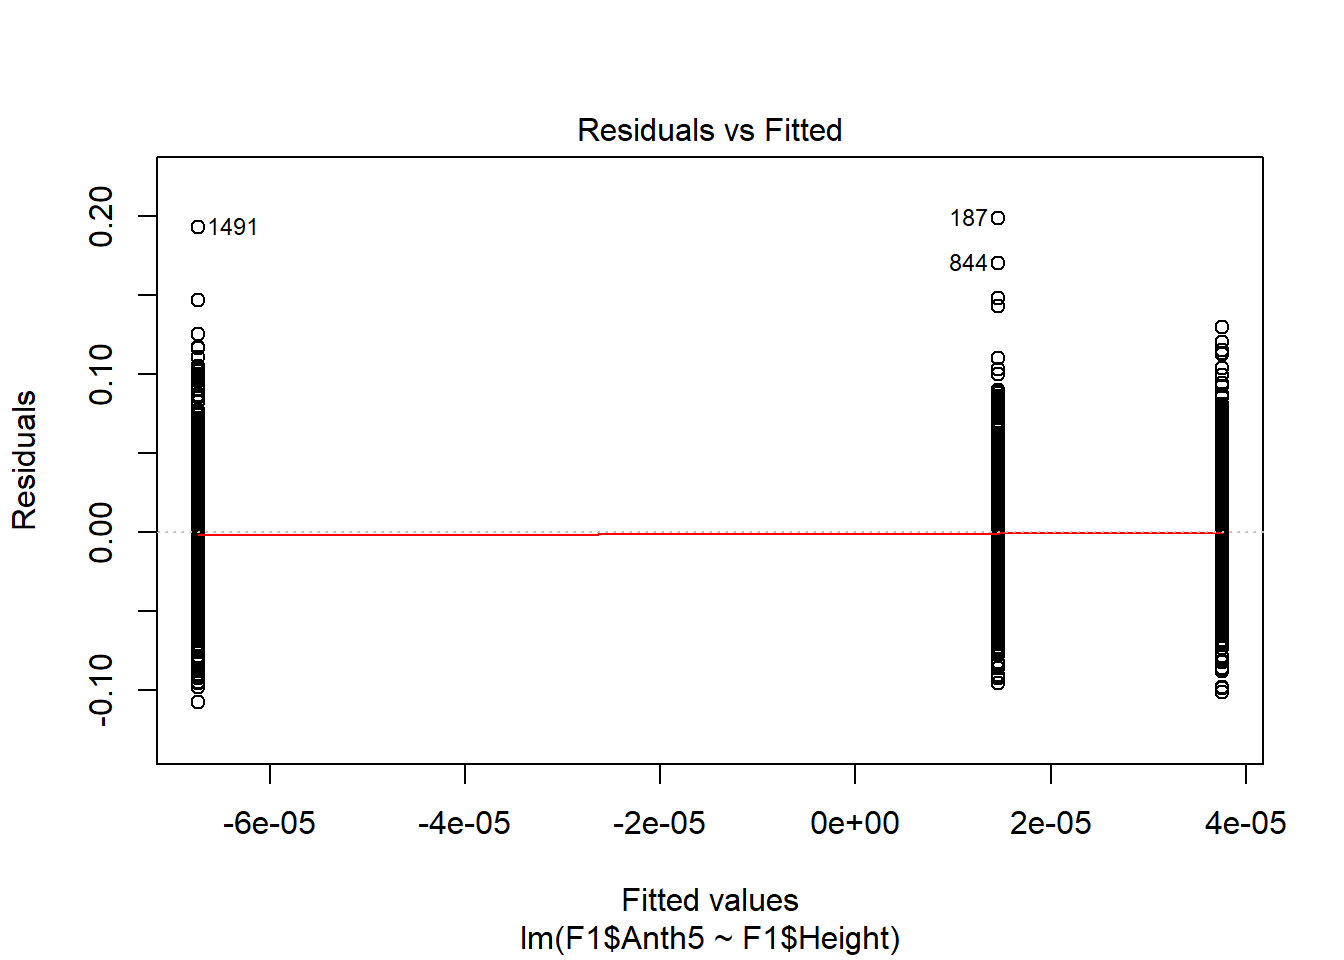 Residuals vs Fitted
0.20
0.10
0.00
-0.10
Residuals
1491
187
844
-6e-05 -4e-05 -2e-05 0e+00 2e-05 4e-05
Fitted values
lm(F1$Anth5 ~ F1$Height)